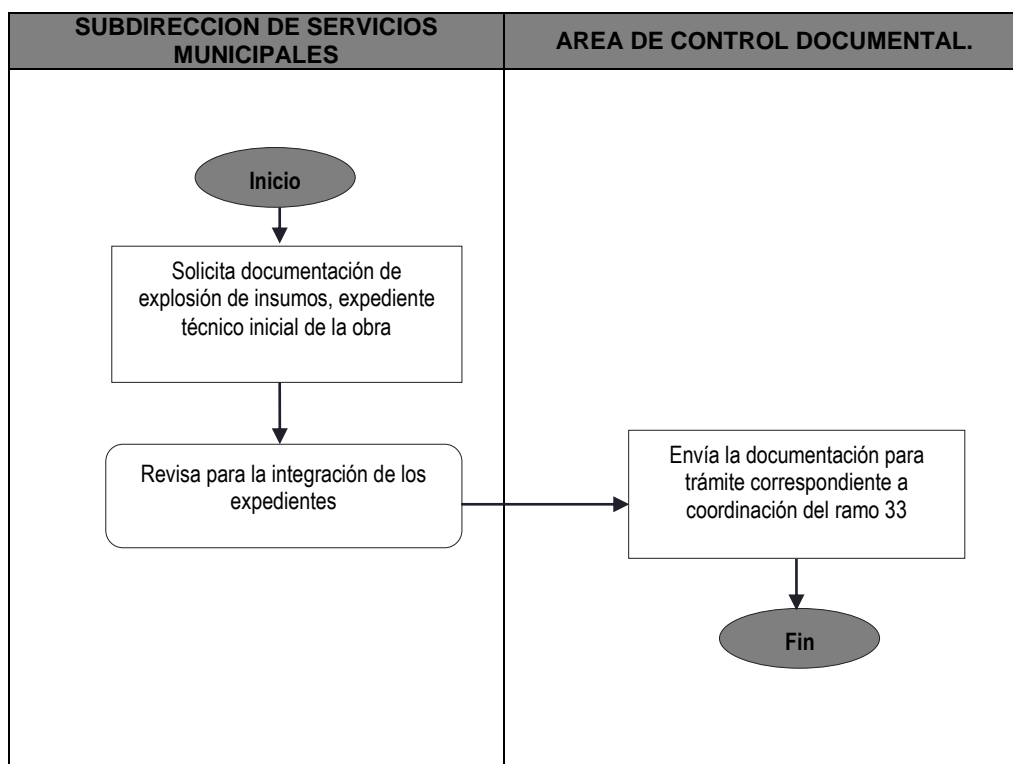 SUBDIRECCION DE SERVICIOS
MUNICIPALES
AREA DE CONTROL DOCUMENTAL.
Inicio
Solicita documentación de
explosión de insumos, expediente
técnico inicial de la obra
Revisa para la integración de los
expedientes
Envía la documentación para
trámite correspondiente a
coordinación del ramo 33
Fin